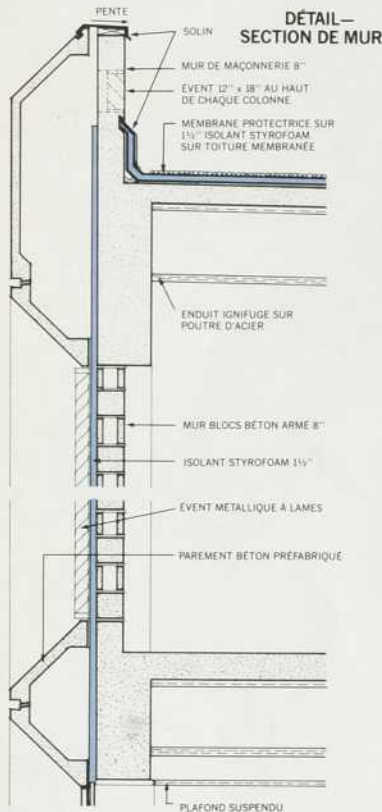 PENTE
DÉTAIL—
SECTION DE MUR
SOLIN
MUR DE MAÇONNERIE 8"
ÉVENT 12" x 18" AU HAUT
DE CHAQUE COLONNE
MEMBRANE PROTECTRICE SUR
1½" ISOLANT STYROFOAM
SUR TOITURE MEMBRANÉE
ENDUIT IGNIFUGE SUR
POUTRE D'ACIER
MUR BLOCS BÉTON ARMÉ 8"
ISOLANT STYROFOAM 1½"
ÉVENT MÉTALLIQUE À LAMES
PAREMENT BÉTON PRÉFABRIQUÉ
PLAFOND SUSPENDU